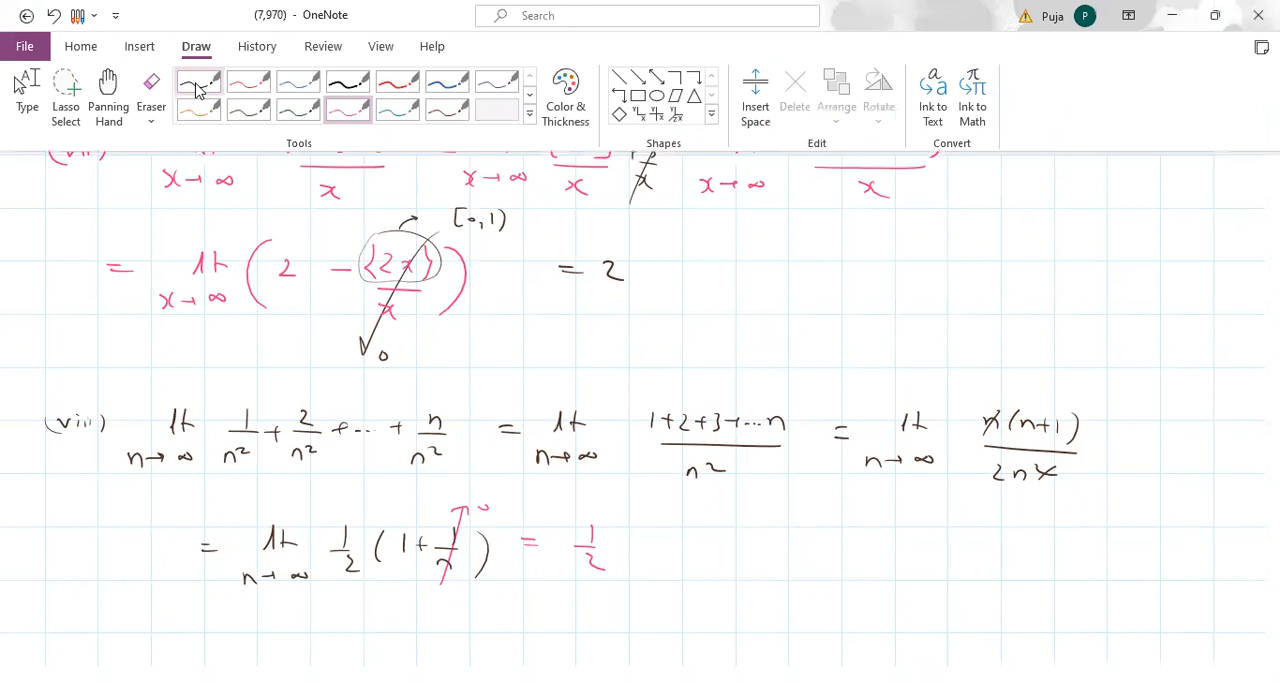 (7,970) - OneNote
Search
Puja
P
File Home Insert Draw History Review View Help
Type Lasso Select Panning Hand Eraser Color & Thickness Insert Space Delete Arrange Rotate Ink to Text Ink to Math
Tools Shapes Edit Convert
x→∞ x x→∞ x x x→∞ x
[0,1)
= lt x→∞ (2 - {2x}/x) = 2
0
(viii) lt n→∞ 1/n² + 2/n² + ... + n/n² = lt n→∞ 1+2+3+...n / n² = lt n→∞ n(n+1) / 2n²
= lt n→∞ 1/2 (1 + 1/n) 0 = 1/2